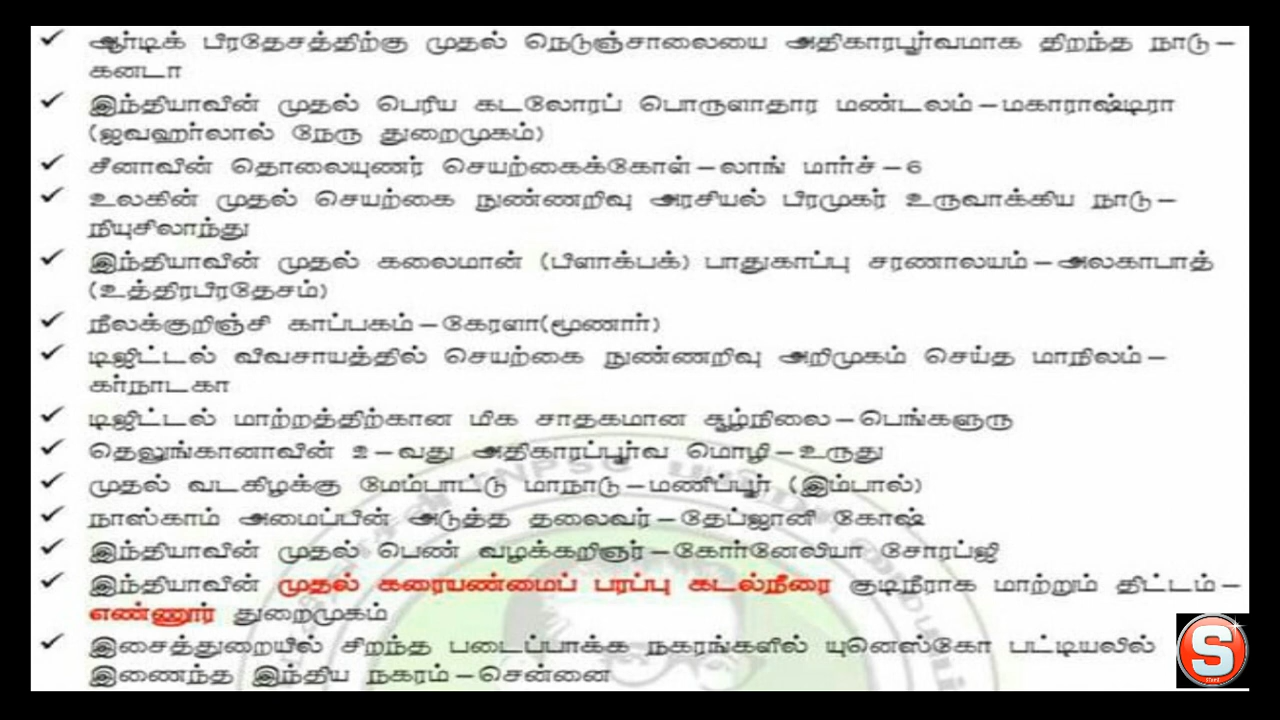 ✓ ஆர்டிக் பிரதேசத்திற்கு முதல் நெடுஞ்சாலையை அதிகாரபூர்வமாக திறந்த நாடு–
கனடா
✓ இந்தியாவின் முதல் பெரிய கடலோரப் பொருளாதார மண்டலம்–மகாராஷ்டிரா
(ஜவஹர்லால் நேரு துறைமுகம்)
✓ சீனாவின் தொலையுணர் செயற்கைக்கோள்–லாங் மார்ச் –6
✓ உலகின் முதல் செயற்கை நுண்ணறிவு அரசியல் பிரமுகர் உருவாக்கிய நாடு–
நியுசிலாந்து
✓ இந்தியாவின் முதல் கலைமான் (பிளாக்பக்) பாதுகாப்பு சரணாலயம்–அலகாபாத்
(உத்திரபிரதேசம்)
✓ நீலக்குறிஞ்சி காப்பகம்–கேரளா(மூணார்)
✓ டிஜிட்டல் விவசாயத்தில் செயற்கை நுண்ணறிவு அறிமுகம் செய்த மாநிலம்–
கர்நாடகா
✓ டிஜிட்டல் மாற்றத்திற்கான மிக சாதகமான சூழ்நிலை–பெங்களுரு
✓ தெலுங்கானாவின் 2–வது அதிகாரப்பூர்வ மொழி–உருது
✓ முதல் வடகிழக்கு மேம்பாட்டு மாநாடு–மணிப்பூர் (இம்பால்)
✓ நாஸ்காம் அமைப்பின் அடுத்த தலைவர்–தேப்ஜானி கோஷ்
✓ இந்தியாவின் முதல் பெண் வழக்கறிஞர்–கோர்னேலியா சோரப்ஜி
✓ இந்தியாவின் முதல் கரையண்மைப் பரப்பு கடல்நீரை குடிநீராக மாற்றும் திட்டம்–
எண்ணூர் துறைமுகம்
✓ இசைத்துறையில் சிறந்த படைப்பாக்க நகரங்களில் யுனெஸ்கோ பட்டியலில்
இணைந்த இந்திய நகரம்–சென்னை
TNPSC
S